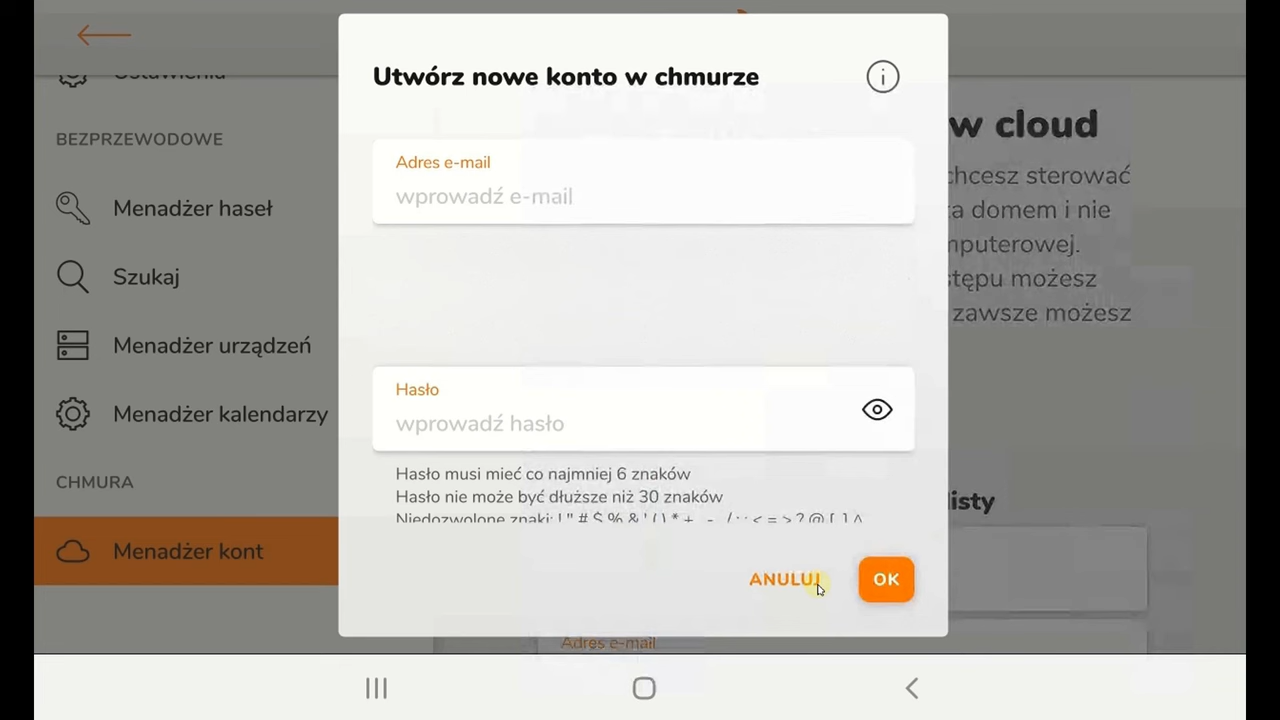 Utwórz nowe konto w chmurze
Adres e-mail
wprowadź e-mail
Hasło
wprowadź hasło
Hasło musi mieć co najmniej 6 znaków
Hasło nie może być dłuższe niż 30 znaków
Niedozwolone znaki:
ANULUJ
OK
Ustawienia
BEZPRZEWODOWE
Menadżer haseł
Szukaj
Menadżer urządzeń
Menadżer kalendarzy
CHMURA
Menadżer kont
w cloud
chcesz sterować
a domem i nie
mputerowej.
stępu możesz
zawsze możesz
listy
Adres e-mail